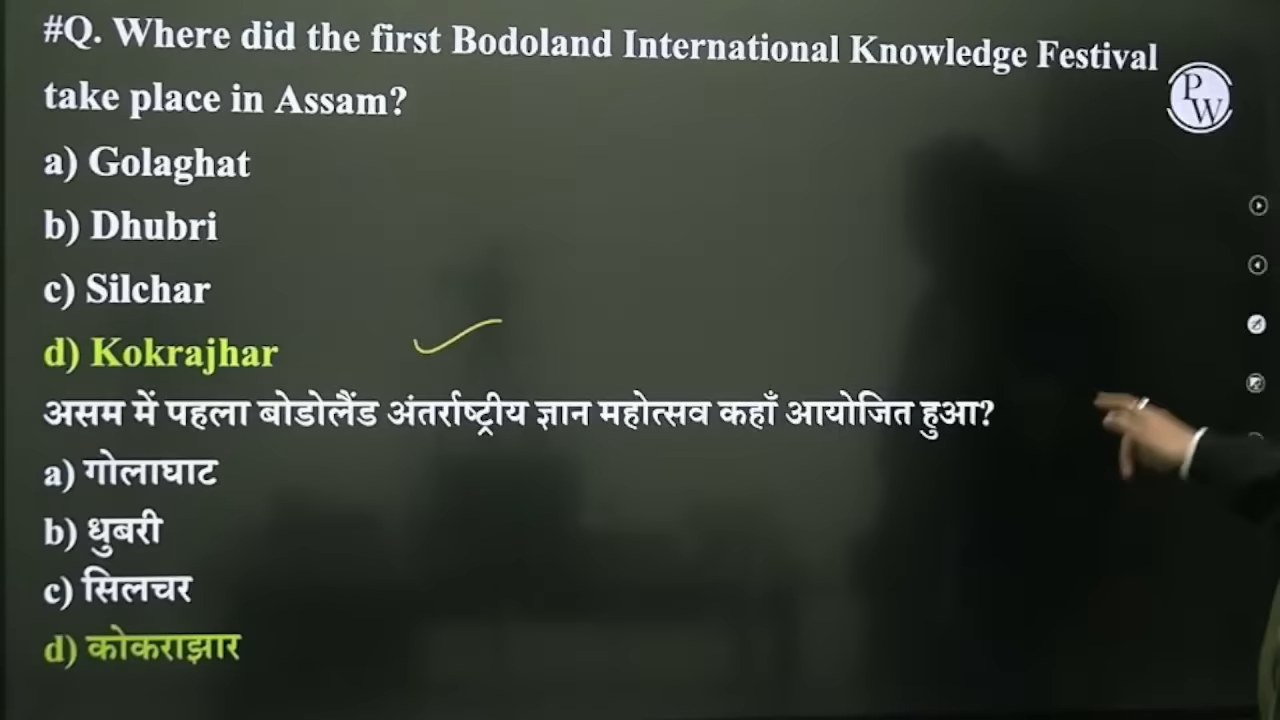 #Q. Where did the first Bodoland International Knowledge Festival
take place in Assam?
a) Golaghat
b) Dhubri
c) Silchar
d) Kokrajhar
असम में पहला बोडोलैंड अंतर्राष्ट्रीय ज्ञान महोत्सव कहाँ आयोजित हुआ?
a) गोलाघाट
b) धुबरी
c) सिलचर
d) कोकराझार
PW